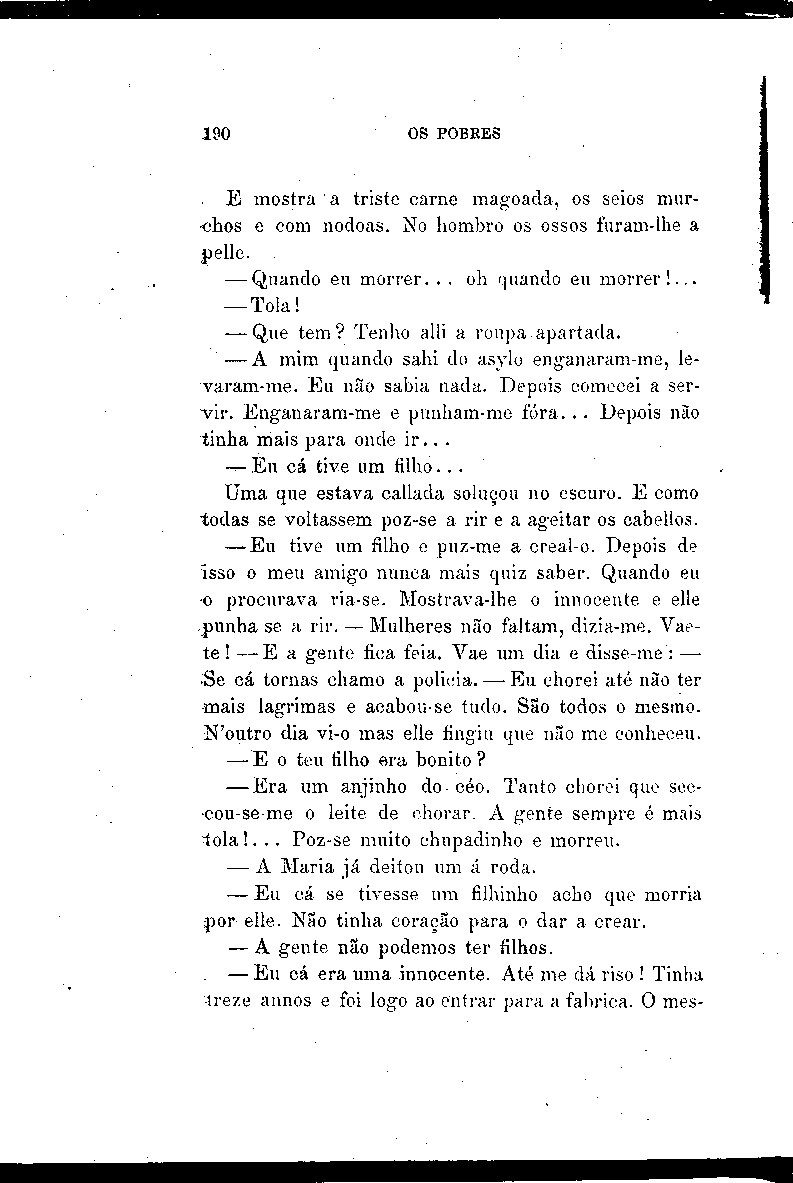 190 OS POBRES
E mostra a triste carne magoada, os seios mur-
chos e com nodoas. No hombro os ossos furam-lhe a
pelle.
—Quando eu morrer... oh quando eu morrer!...
—Tola!
—Que tem? Tenho alli a roupa apartada.
—A mim quando sahi do asylo enganaram-me, le-
varam-me. Eu não sabia nada. Depois comecei a ser-
vir. Enganaram-me e punham-me fóra... Depois não
tinha mais para onde ir...
—Eu cá tive um filho...
Uma que estava callada soluçou no escuro. E como
todas se voltassem poz-se a rir e a ageitar os cabellos.
—Eu tive um filho e puz-me a creal-o. Depois de
isso o meu amigo nunca mais quiz saber. Quando eu
o procurava ria-se. Mostrava-lhe o innocente e elle
punha se a rir. — Mulheres não faltam, dizia-me. Vae-
te! — E a gente fica feia. Vae um dia e disse-me: —
Se cá tornas chamo a policia. — Eu chorei até não ter
mais lagrimas e acabou-se tudo. São todos o mesmo.
N'outro dia vi-o mas elle fingiu que não me conheceu.
—E o teu filho era bonito?
—Era um anjinho do céo. Tanto chorei que sec-
cou-se-me o leite de chorar. A gente sempre é mais
tola!... Poz-se muito chupadinho e morreu.
— A Maria já deitou um á roda.
— Eu cá se tivesse um filhinho acho que morria
por elle. Não tinha coração para o dar a crear.
— A gente não podemos ter filhos.
— Eu cá era uma innocente. Até me dá riso! Tinha
treze annos e foi logo ao entrar para a fabrica. O mes-